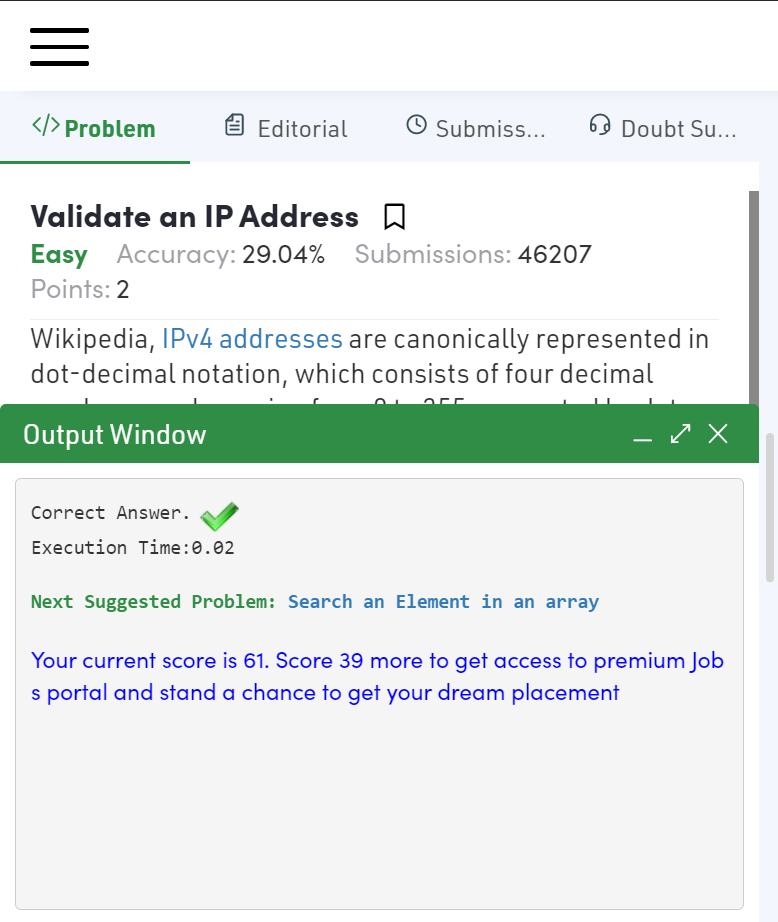 </> Problem
Editorial
Submiss...
Doubt Su...
Validate an IP Address
Easy Accuracy: 29.04% Submissions: 46207
Points: 2
Wikipedia, IPv4 addresses are canonically represented in
dot-decimal notation, which consists of four decimal
Output Window
Correct Answer.
Execution Time:0.02
Next Suggested Problem: Search an Element in an array
Your current score is 61. Score 39 more to get access to premium Job
s portal and stand a chance to get your dream placement